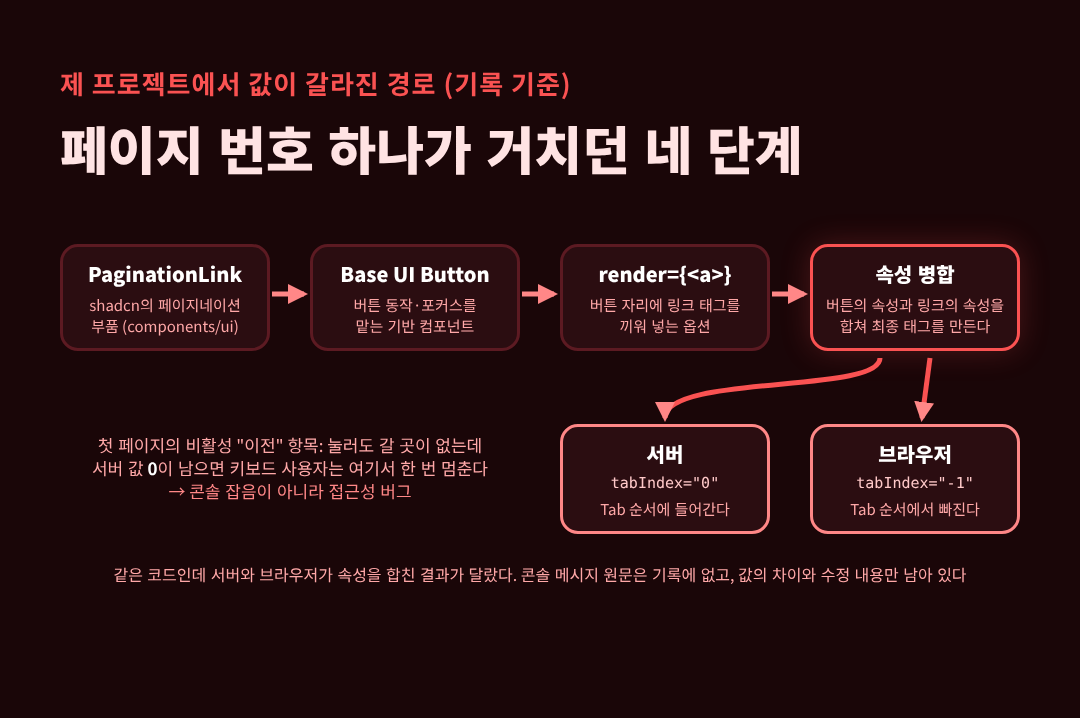 제 프로젝트에서 값이 갈라진 경로 (기록 기준)
페이지 번호 하나가 거치던 네 단계
PaginationLink
shadcn의 페이지네이션
부품 (components/ui)
Base UI Button
버튼 동작·포커스를
맡는 기반 컴포넌트
render={<a>}
버튼 자리에 링크 태그를
끼워 넣는 옵션
속성 병합
버튼의 속성과 링크의 속성을
합쳐 최종 태그를 만든다
첫 페이지의 비활성 "이전" 항목: 눌러도 갈 곳이 없는데
서버 값 0이 남으면 키보드 사용자는 여기서 한 번 멈춘다
→ 콘솔 잡음이 아니라 접근성 버그
서버
tabIndex="0"
Tab 순서에 들어간다
브라우저
tabIndex="-1"
Tab 순서에서 빠진다
같은 코드인데 서버와 브라우저가 속성을 합친 결과가 달랐다. 콘솔 메시지 원문은 기록에 없고, 값의 차이와 수정 내용만 남아 있다